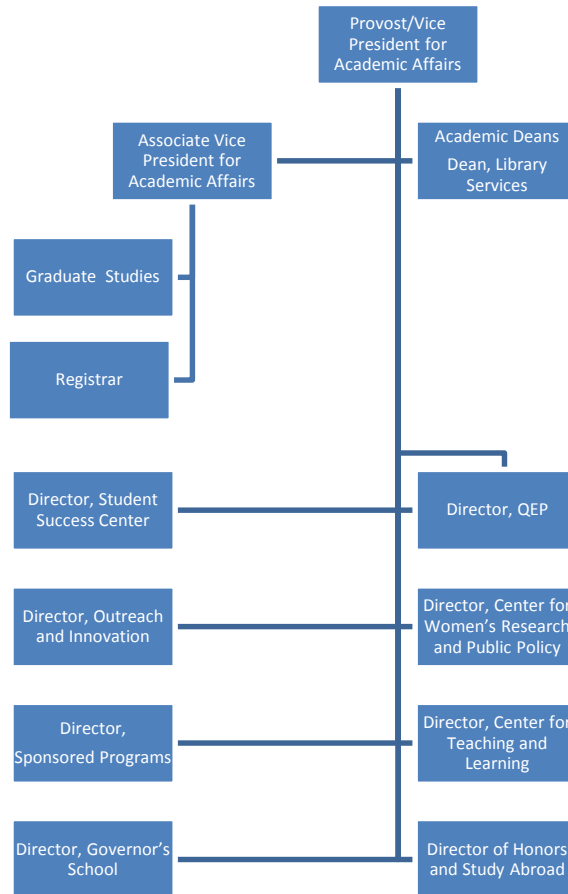 Provost/Vice
President for
Academic Affairs
Associate Vice
President for
Academic Affairs
Academic Deans
Dean, Library
Services
Graduate Studies
Registrar
Director, Student
Success Center
Director, QEP
Director, Outreach
and Innovation
Director, Center for
Women’s Research
and Public Policy
Director,
Sponsored Programs
Director, Center for
Teaching and
Learning
Director, Governor’s
School
Director of Honors
and Study Abroad